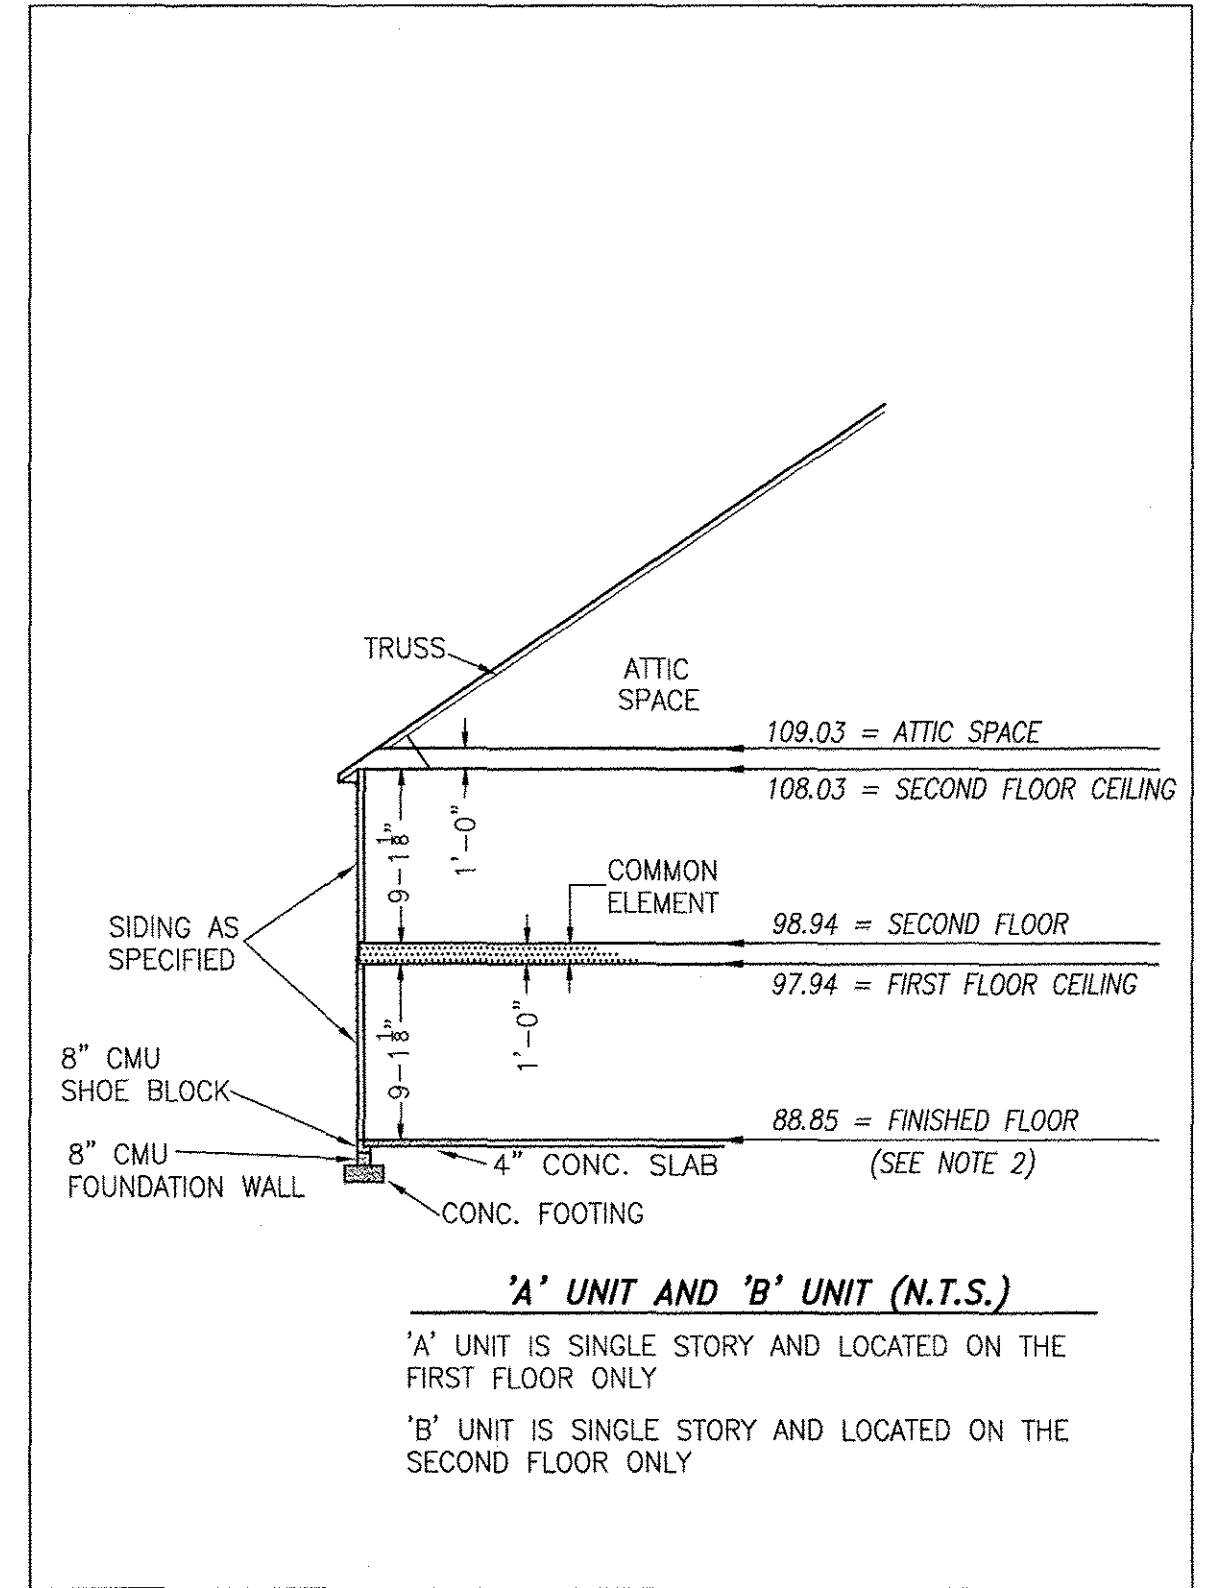 TRUSS
ATTIC
SPACE
109.03 = ATTIC SPACE
108.03 = SECOND FLOOR CEILING
9-1⅛"
1'-0"
COMMON
ELEMENT
SIDING AS
SPECIFIED
98.94 = SECOND FLOOR
97.94 = FIRST FLOOR CEILING
9-1⅛"
1'-0"
8" CMU
SHOE BLOCK
88.85 = FINISHED FLOOR
(SEE NOTE 2)
8" CMU
FOUNDATION WALL
4" CONC. SLAB
CONC. FOOTING
'A' UNIT AND 'B' UNIT (N.T.S.)
'A' UNIT IS SINGLE STORY AND LOCATED ON THE
FIRST FLOOR ONLY
'B' UNIT IS SINGLE STORY AND LOCATED ON THE
SECOND FLOOR ONLY